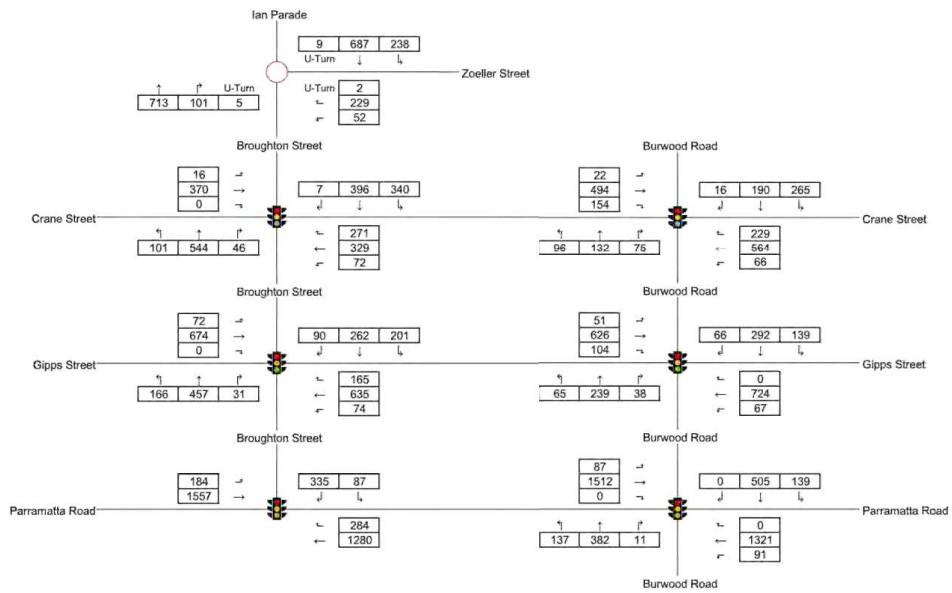 Ian Parade
9 687 238
U-Turn
Zoeller Street
U-Turn
713 101 5
U-Turn 2
229
52
Broughton Street
Burwood Road
16
370
0
7 396 340
22
494
154
16 190 265
Crane Street
Crane Street
101 544 46
271
329
72
96 132 75
229
564
66
Broughton Street
Burwood Road
72
674
0
90 262 201
51
626
104
66 292 139
Gipps Street
Gipps Street
166 457 31
165
635
74
65 239 38
0
724
67
Broughton Street
Burwood Road
184
1557
335 87
87
1512
0
0 505 139
Parramatta Road
Parramatta Road
284
1280
137 382 11
0
1321
91
Burwood Road